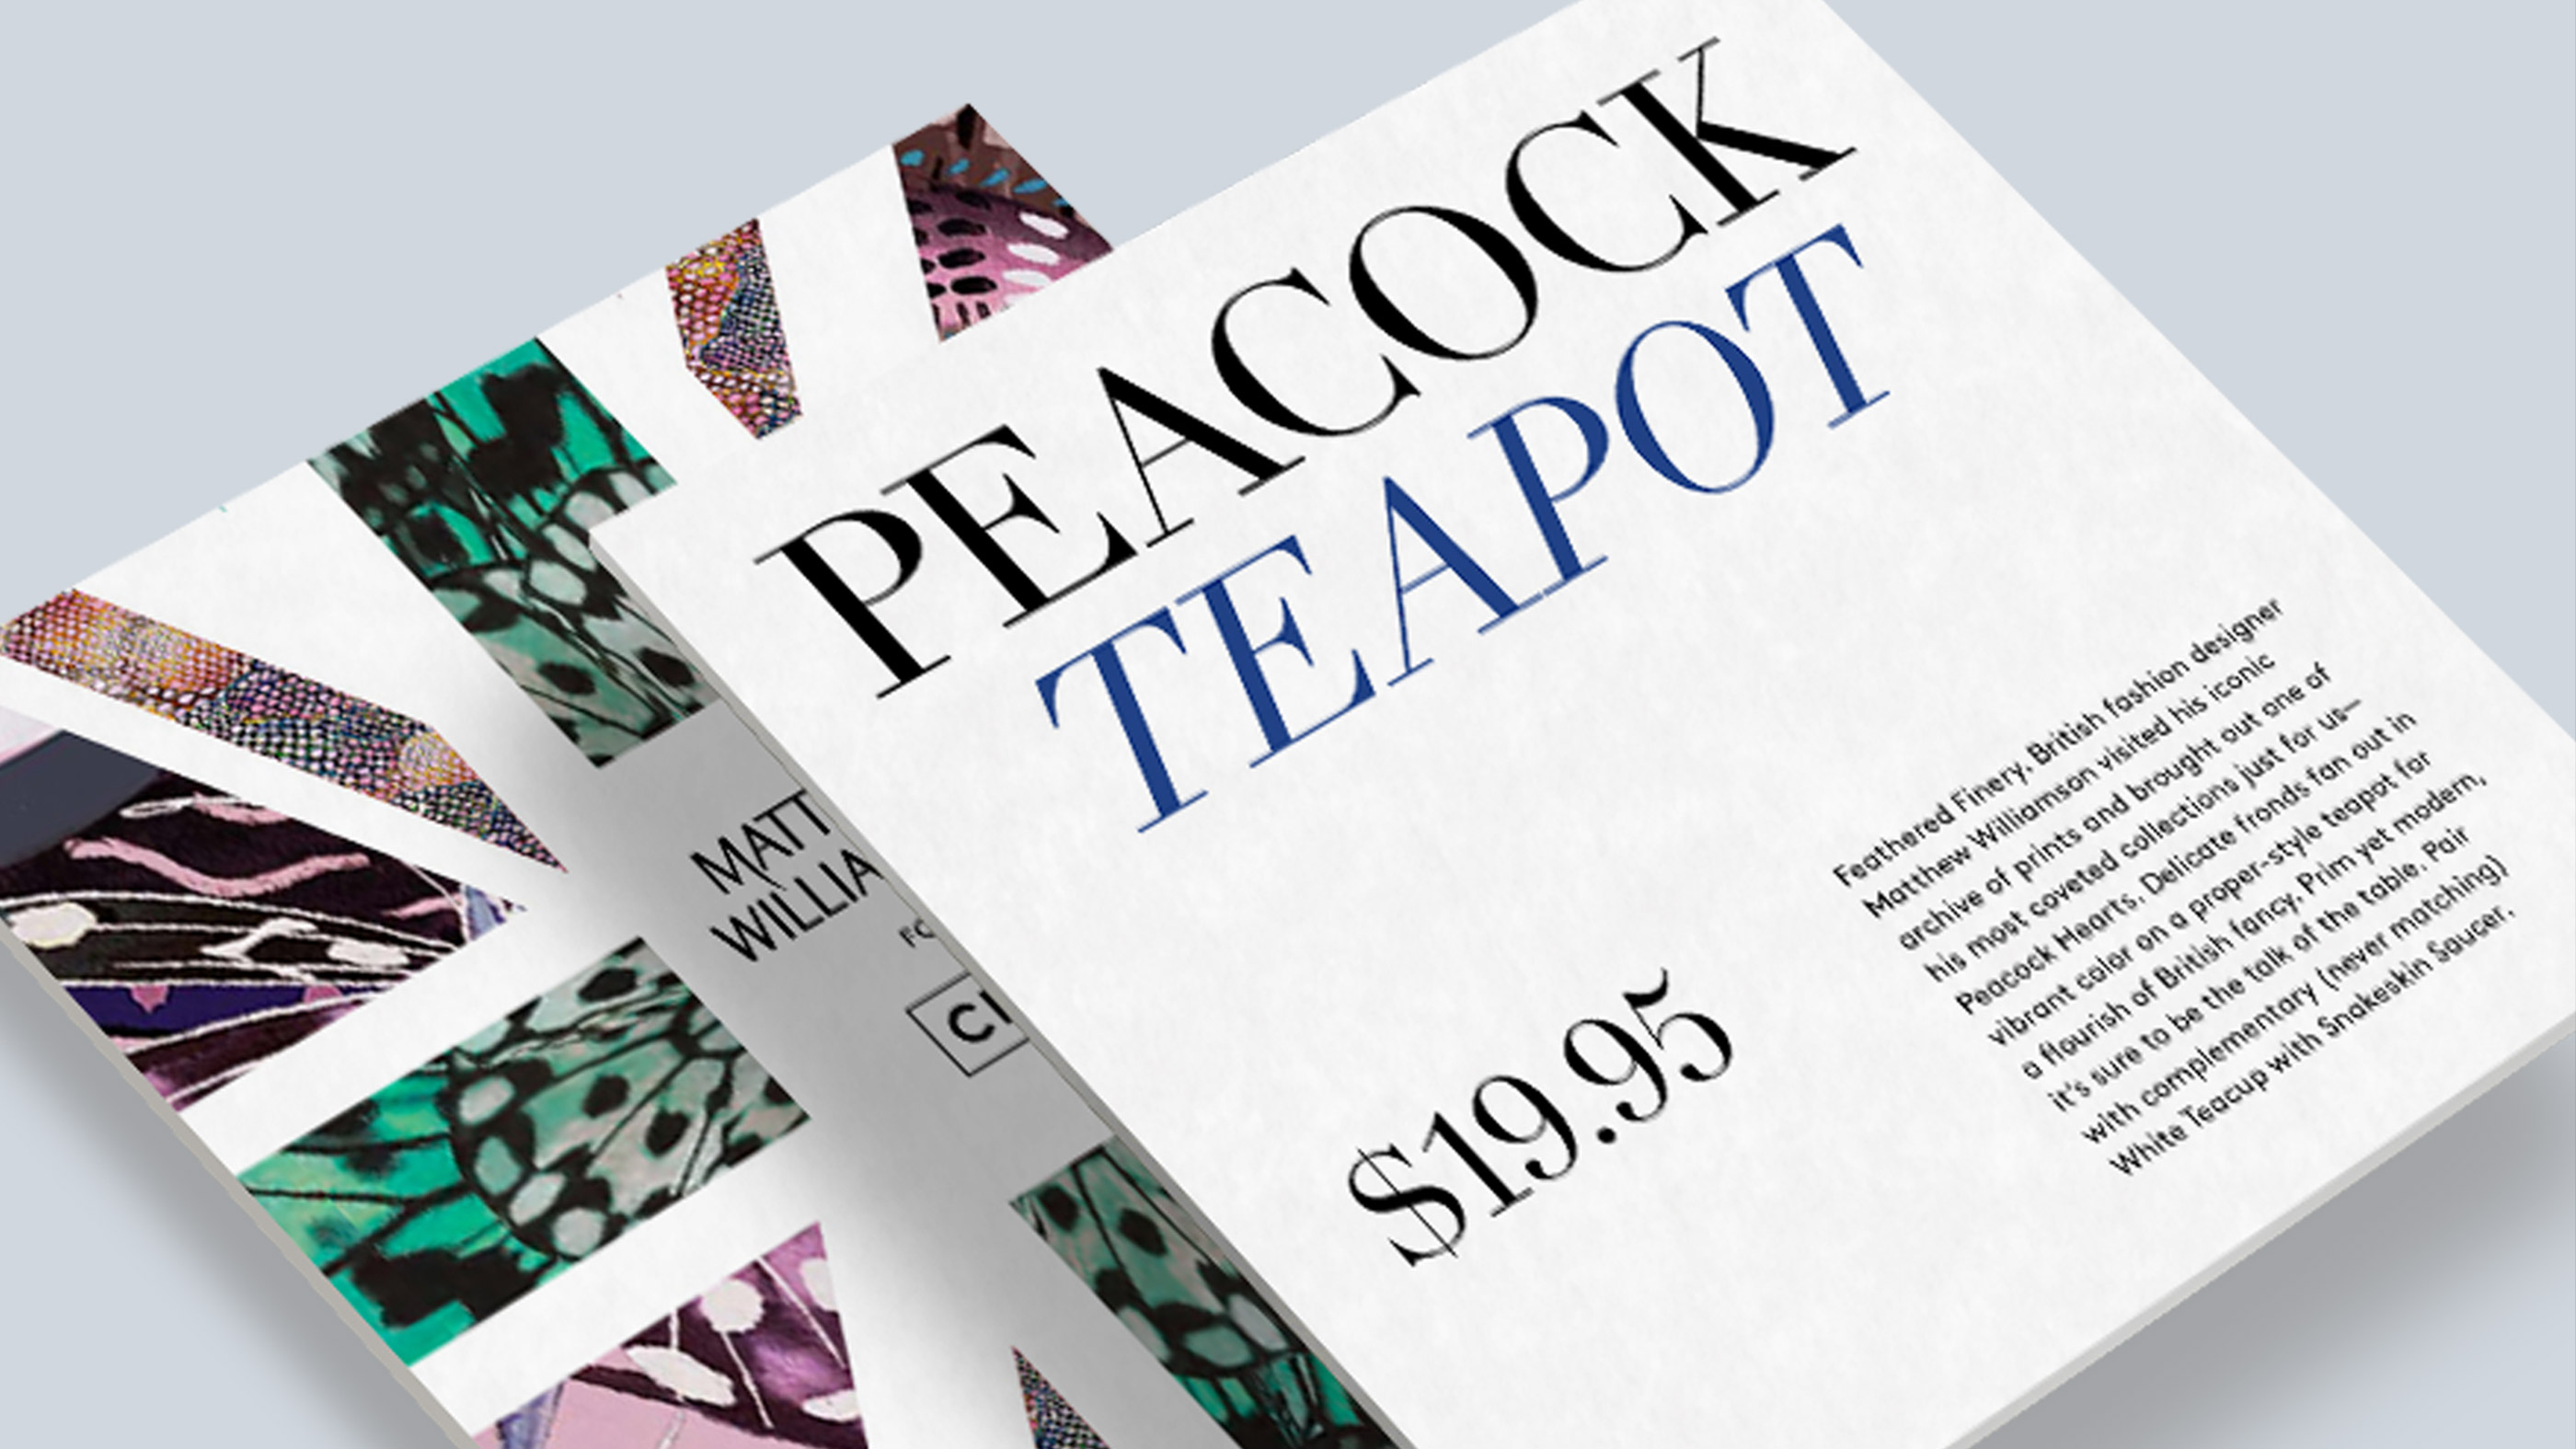 PEACOCK
TEAPOT
Feathered Finery. British fashion designer
Matthew Williamson visited his iconic
archive of prints and brought out one of
his most coveted collections just for us—
Peacock Hearts. Delicate fronds fan out in
vibrant color on a proper-style teapot for
a flourish of British fancy. Prim yet modern,
it's sure to be the talk of the table. Pair
with complementary (never matching)
White Teacup with Snakeskin Saucer.
$19.95
MATT
WILLIA
FO